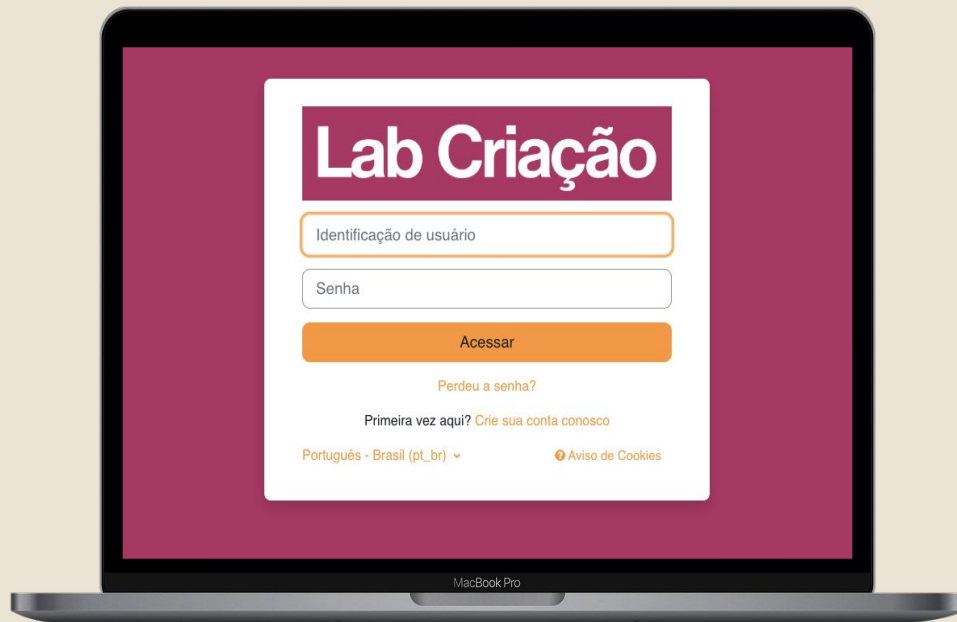 Lab Criação
Identificação de usuário
Senha
Acessar
Perdeu a senha?
Primeira vez aqui? Crie sua conta conosco
Português - Brasil (pt_br)
Aviso de Cookies
MacBook Pro